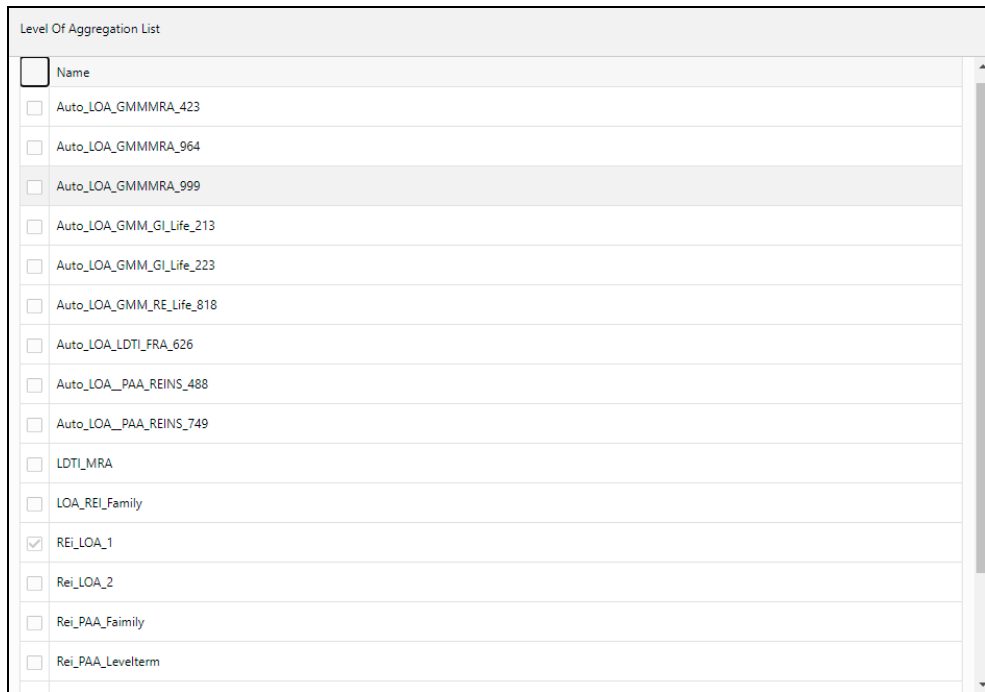 Level Of Aggregation List
Name
Auto_LOA_GMMMRA_423
Auto_LOA_GMMMRA_964
Auto_LOA_GMMMRA_999
Auto_LOA_GMM_GI_Life_213
Auto_LOA_GMM_GI_Life_223
Auto_LOA_GMM_RE_Life_818
Auto_LOA_LDTI_FRA_626
Auto_LOA__PAA_REINS_488
Auto_LOA__PAA_REINS_749
LDTI_MRA
LOA_REI_Family
REi_LOA_1
Rei_LOA_2
Rei_PAA_Faimily
Rei_PAA_Levelterm